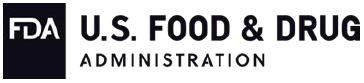 FDA U.S. FOOD & DRUG
ADMINISTRATION